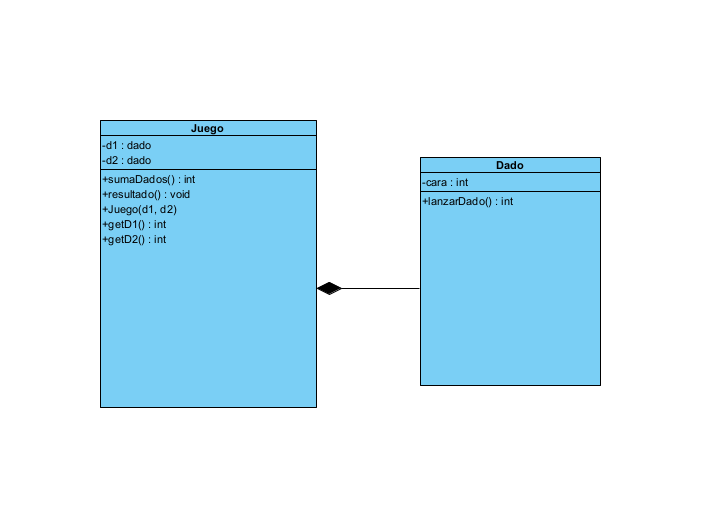 Juego
-d1 : dado
-d2 : dado
+sumaDados() : int
+resultado() : void
+Juego(d1, d2)
+getD1() : int
+getD2() : int
Dado
-cara : int
+lanzarDado() : int